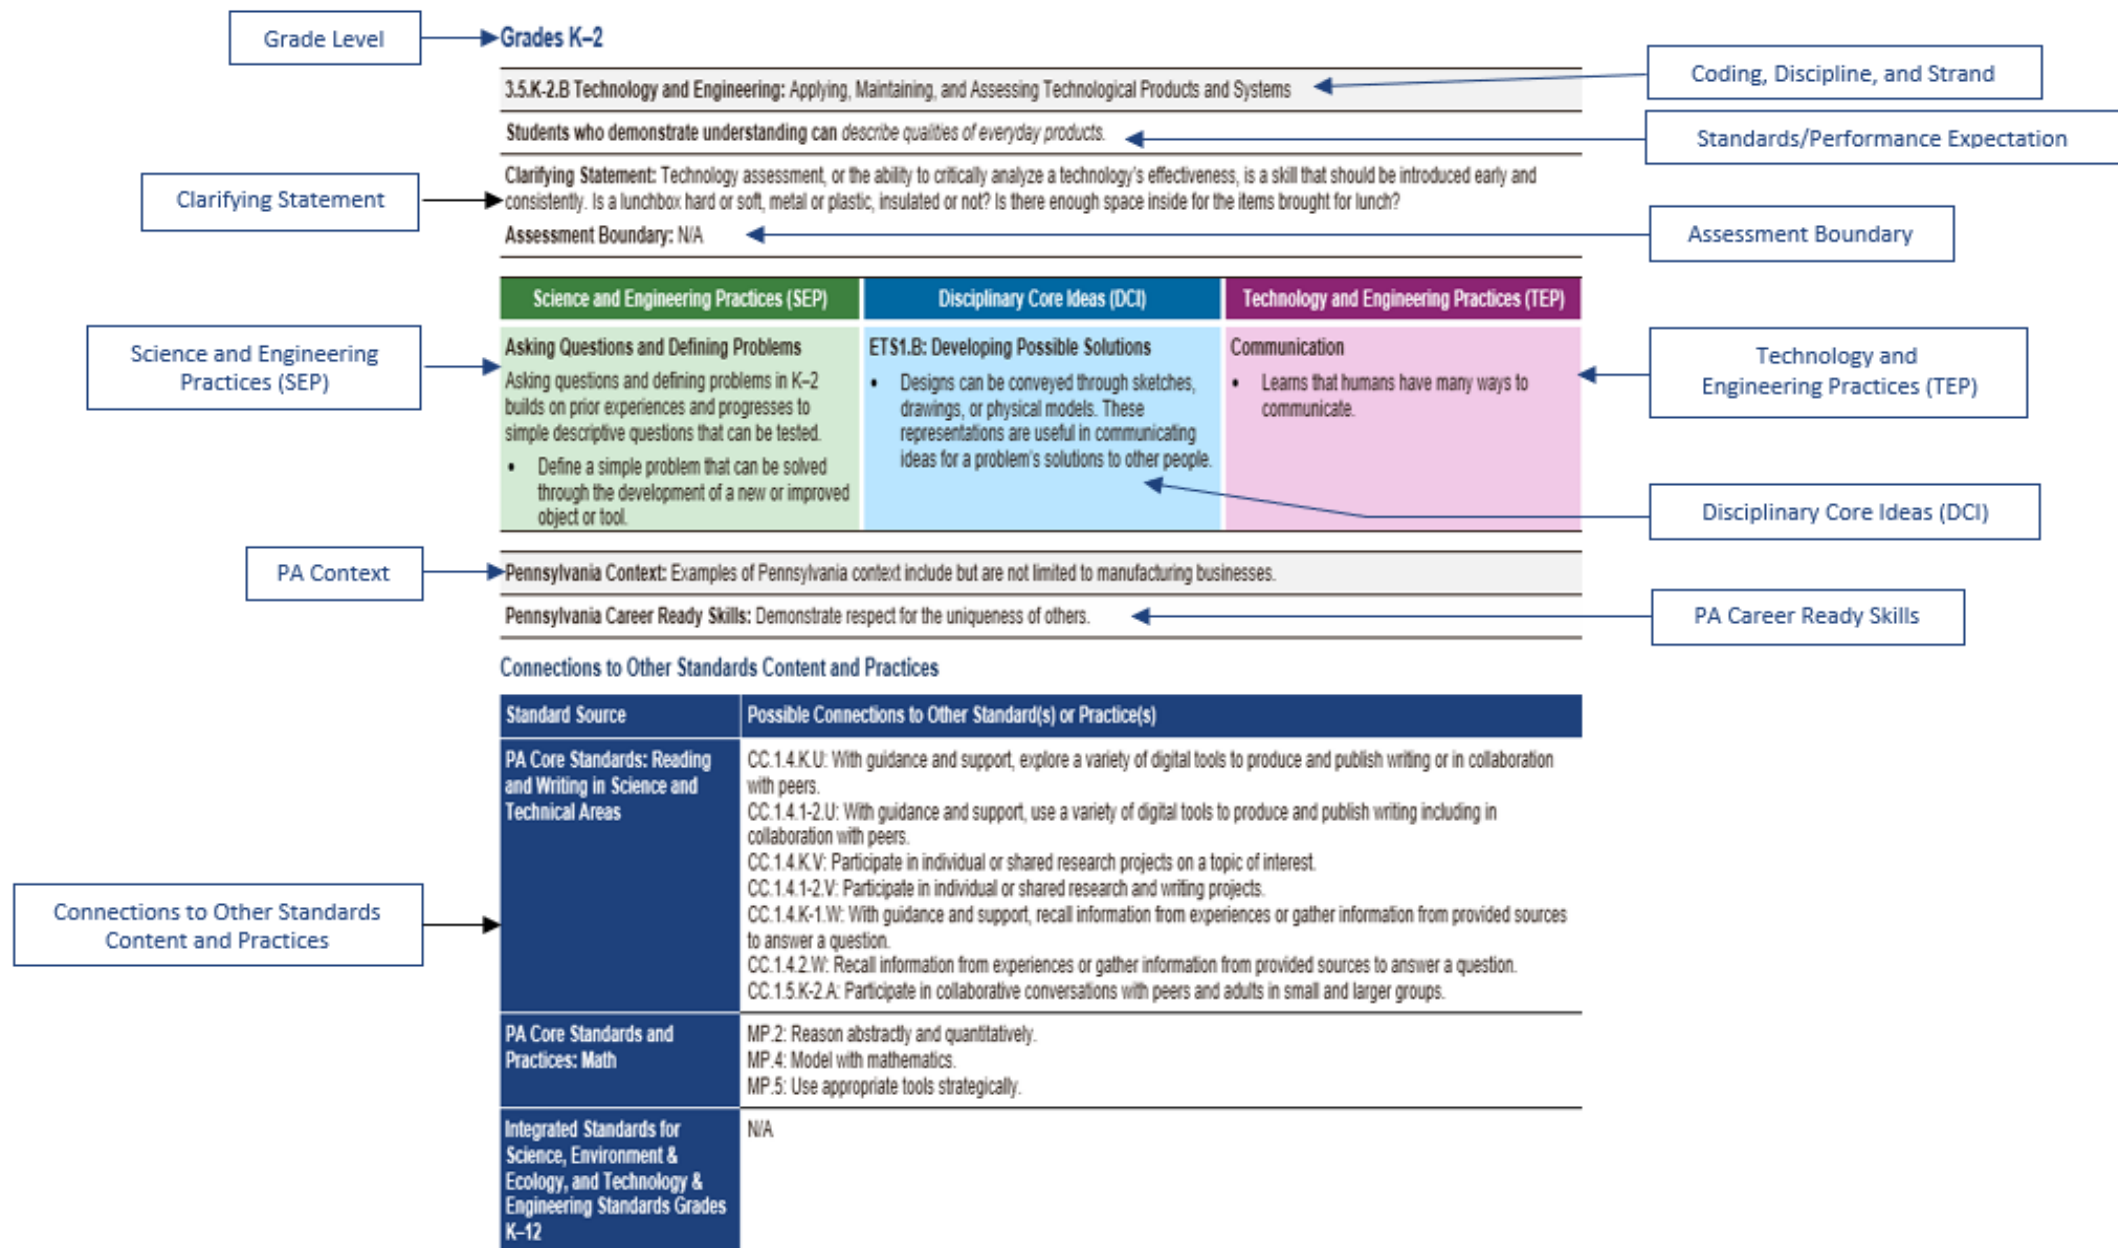 Grade Level
Grades K–2
Coding, Discipline, and Strand
3.5.K-2.B Technology and Engineering: Applying, Maintaining, and Assessing Technological Products and Systems
Students who demonstrate understanding can describe qualities of everyday products.
Standards/Performance Expectation
Clarifying Statement
Clarifying Statement: Technology assessment, or the ability to critically analyze a technology's effectiveness, is a skill that should be introduced early and
consistently. Is a lunchbox hard or soft, metal or plastic, insulated or not? Is there enough space inside for the items brought for lunch?
Assessment Boundary: N/A
Assessment Boundary
Science and Engineering Practices (SEP)
Disciplinary Core Ideas (DCI)
Technology and Engineering Practices (TEP)
Science and Engineering
Practices (SEP)
Asking Questions and Defining Problems
Asking questions and defining problems in K–2
builds on prior experiences and progresses to
simple descriptive questions that can be tested.
• Define a simple problem that can be solved
through the development of a new or improved
object or tool.
ETS1.B: Developing Possible Solutions
• Designs can be conveyed through sketches,
drawings, or physical models. These
representations are useful in communicating
ideas for a problem's solutions to other people.
Communication
• Learns that humans have many ways to
communicate.
Technology and
Engineering Practices (TEP)
Disciplinary Core Ideas (DCI)
PA Context
Pennsylvania Context: Examples of Pennsylvania context include but are not limited to manufacturing businesses.
Pennsylvania Career Ready Skills: Demonstrate respect for the uniqueness of others.
PA Career Ready Skills
Connections to Other Standards Content and Practices
Standard Source
Possible Connections to Other Standard(s) or Practice(s)
PA Core Standards: Reading
and Writing in Science and
Technical Areas
CC.1.4.K.U: With guidance and support, explore a variety of digital tools to produce and publish writing or in collaboration
with peers.
CC.1.4.1-2.U: With guidance and support, use a variety of digital tools to produce and publish writing including in
collaboration with peers.
CC.1.4.K.V: Participate in individual or shared research projects on a topic of interest.
CC.1.4.1-2.V: Participate in individual or shared research and writing projects.
CC.1.4.K-1.W: With guidance and support, recall information from experiences or gather information from provided sources
to answer a question.
CC.1.4.2.W: Recall information from experiences or gather information from provided sources to answer a question.
CC.1.5.K-2.A: Participate in collaborative conversations with peers and adults in small and larger groups.
Connections to Other Standards
Content and Practices
PA Core Standards and
Practices: Math
MP.2: Reason abstractly and quantitatively.
MP.4: Model with mathematics.
MP.5: Use appropriate tools strategically.
Integrated Standards for
Science, Environment &
Ecology, and Technology &
Engineering Standards Grades
K–12
N/A